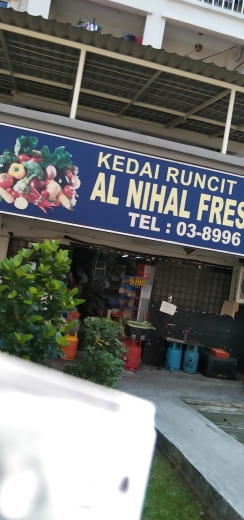 KEDAI RUNCIT
AL NIHAL FRES
TEL : 03-8996